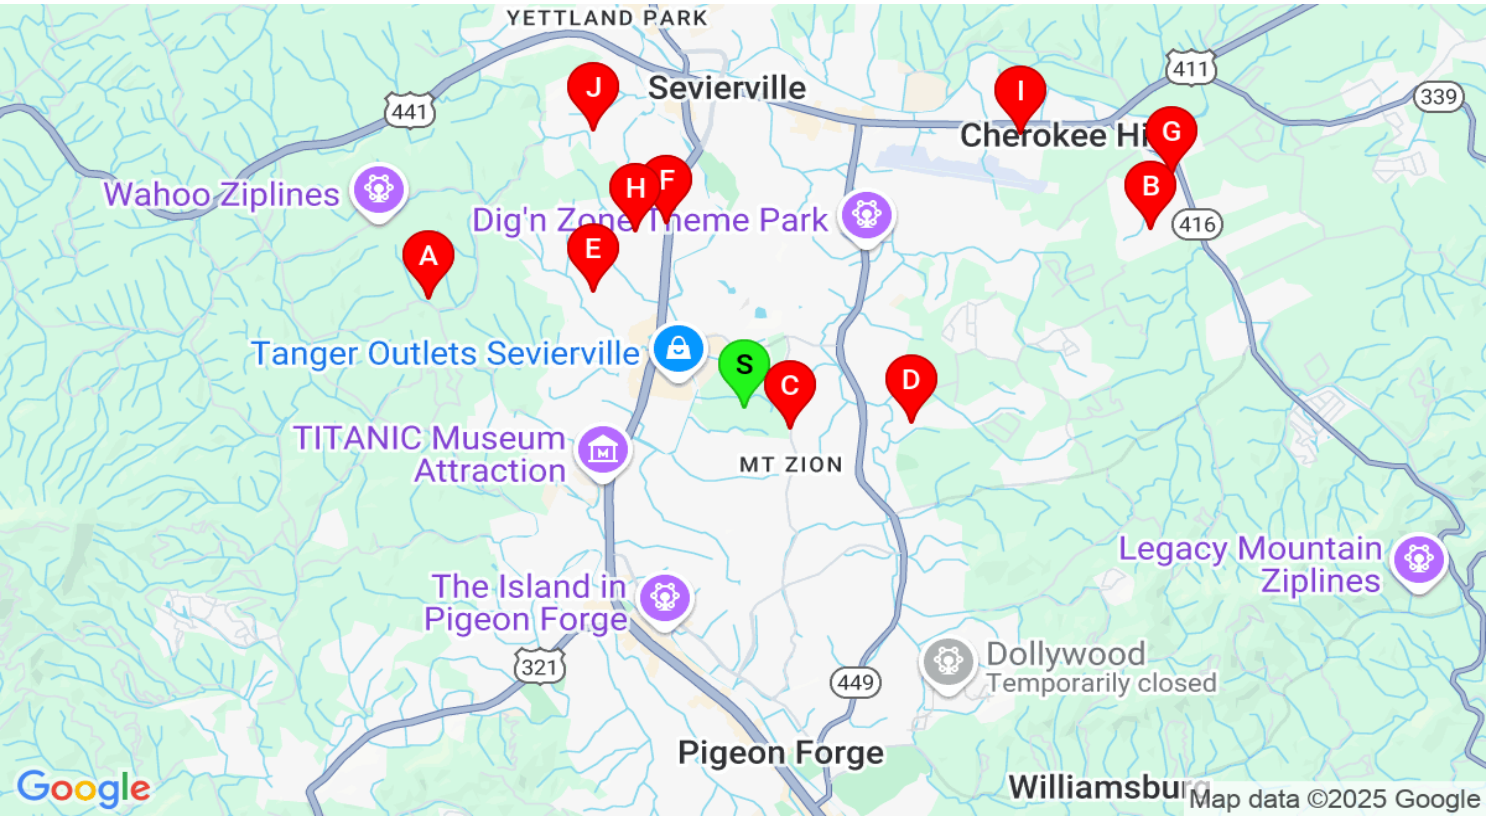 YETTLAND PARK
J
Sevierville
I
411
339
441
Cherokee Hi
G
Wahoo Ziplines
H
F
B
Dig'n Zone Theme Park
416
A
E
Tanger Outlets Sevierville
S
C
D
TITANIC Museum
Attraction
MT ZION
Legacy Mountain
Ziplines
The Island in
Pigeon Forge
321
Dollywood
Temporarily closed
449
Pigeon Forge
Google
Williamsburg
Map data ©2025 Google